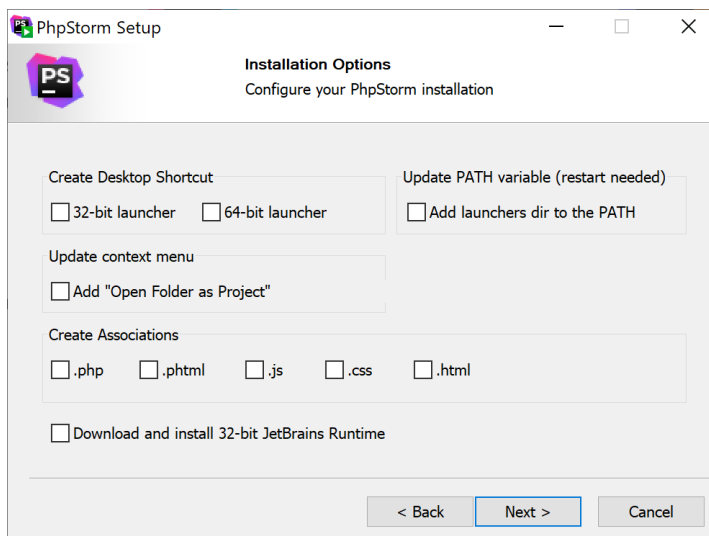 PhpStorm Setup
PS
Installation Options
Configure your PhpStorm installation
Create Desktop Shortcut
32-bit launcher 64-bit launcher
Update PATH variable (restart needed)
Add launchers dir to the PATH
Update context menu
Add "Open Folder as Project"
Create Associations
.php .phtml .js .css .html
Download and install 32-bit JetBrains Runtime
< Back Next > Cancel